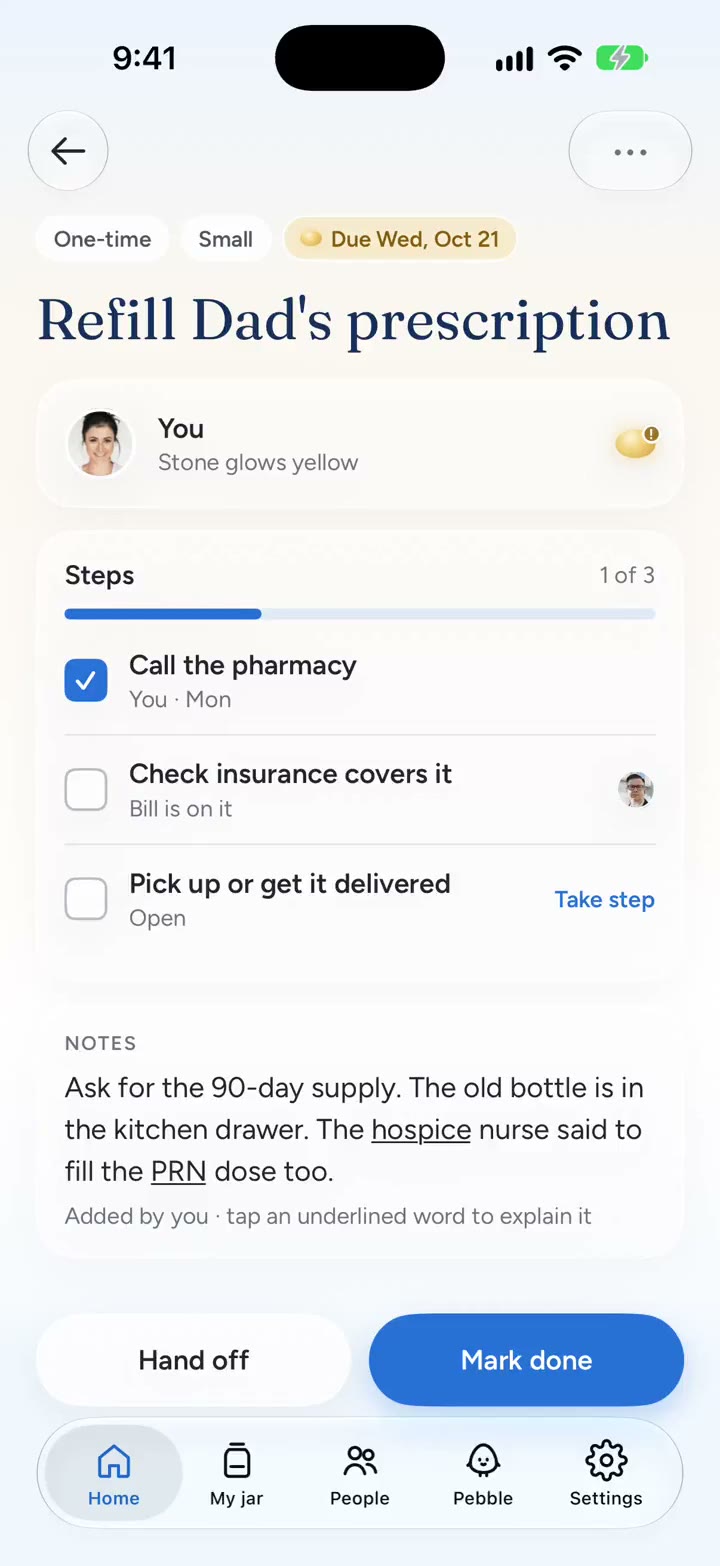 9:41
One-time
Small
Due Wed, Oct 21
Refill Dad's prescription
You
Stone glows yellow
!
Steps
1 of 3
Call the pharmacy
You · Mon
Check insurance covers it
Bill is on it
Pick up or get it delivered
Open
Take step
NOTES
Ask for the 90-day supply. The old bottle is in
the kitchen drawer. The hospice nurse said to
fill the PRN dose too.
Added by you · tap an underlined word to explain it
Hand off
Mark done
Home
My jar
People
Pebble
Settings